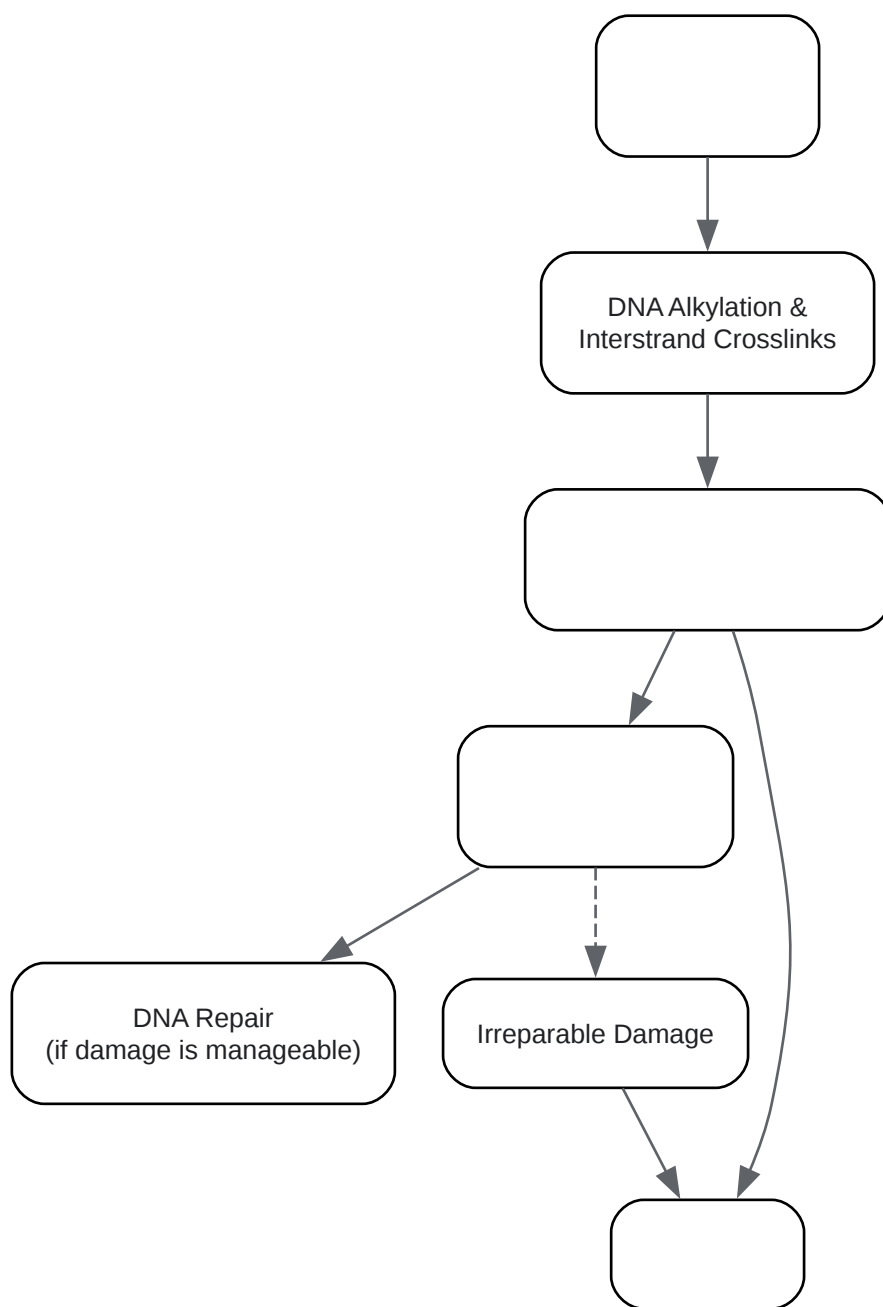 DNA Alkylation &
Interstrand Crosslinks
DNA Repair
(if damage is manageable)
Irreparable Damage